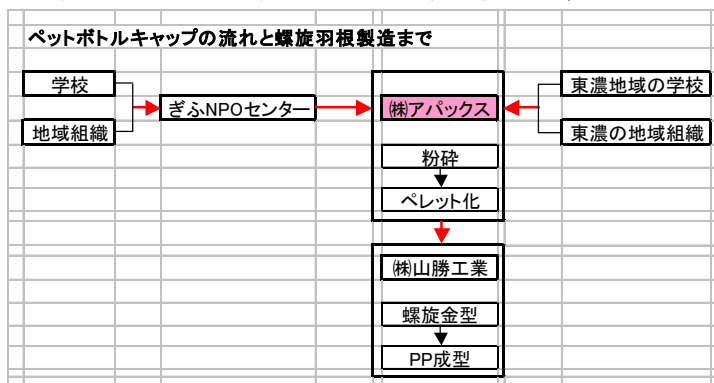 ペットボトルキャップの流れと螺旋羽根製造まで
学校
地域組織
ぎふNPOセンター
㈱アパックス
東濃地域の学校
東濃の地域組織
粉砕
ペレット化
㈱山勝工業
螺旋金型
PP成型